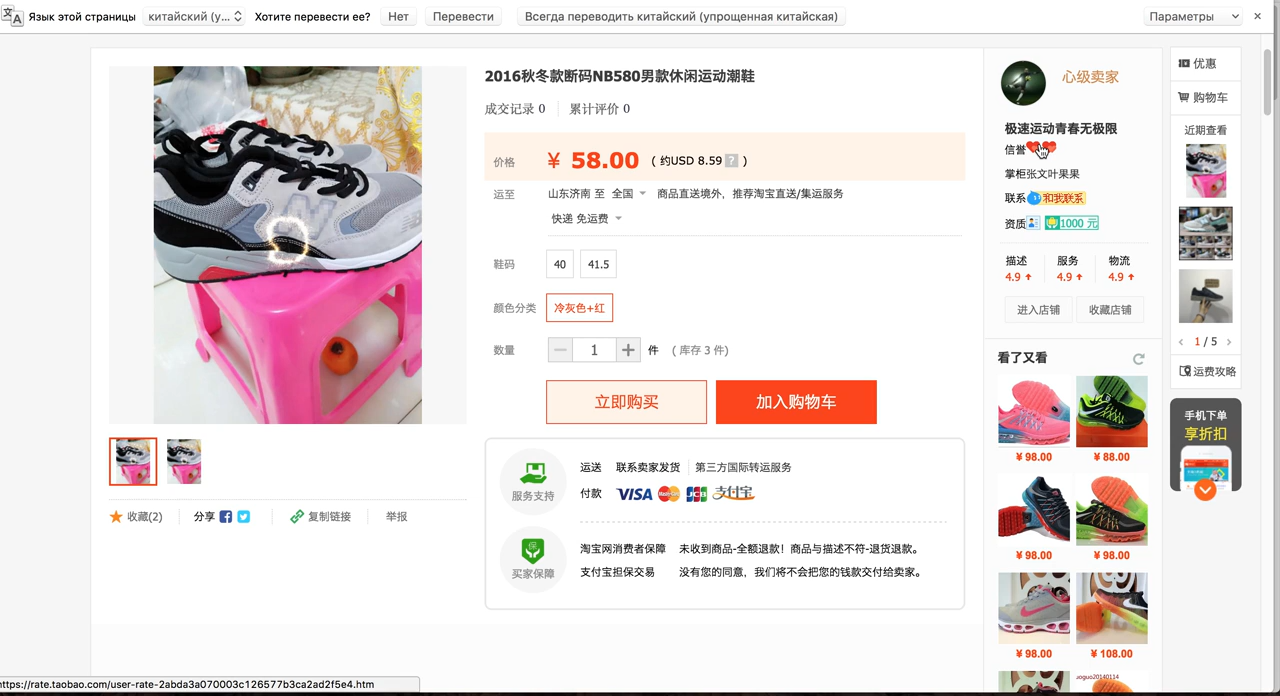 Язык этой страницы китайский (у... Хотите перевести ее? Нет Перевести Всегда переводить китайский (упрощенная китайская) Параметры
2016秋冬款断码NB580男款休闲运动潮鞋
成交记录 0 累计评价 0
价格 ¥ 58.00 ( 约USD 8.59 ? )
运至 山东济南 至 全国 商品直送境外，推荐淘宝直送/集运服务
快递 免运费
鞋码 40 41.5
颜色分类 冷灰色+红
数量 1 件 ( 库存 3 件)
立即购买 加入购物车
服务支持
运送 联系卖家发货 第三方国际转运服务
付款 VISA MasterCard JCB 支付宝
买家保障
淘宝网消费者保障 未收到商品-全额退款！商品与描述不符-退货退款。
支付宝担保交易 没有您的同意，我们将不会把您的钱款交付给卖家。
收藏(2) 分享 复制链接 举报
心级卖家
极速运动青春无极限
信誉
掌柜张文叶果果
联系 和我联系
资质 1000 元
描述 服务 物流
4.9 4.9 4.9
进入店铺 收藏店铺
看了又看
¥ 98.00 ¥ 88.00
¥ 98.00 ¥ 98.00
¥ 98.00 ¥ 108.00
优惠
购物车
近期查看
1 / 5
运费攻略
手机下单
享折扣
https://rate.taobao.com/user-rate-2abda3a070003c126577b3ca2ad2f5e4.htm